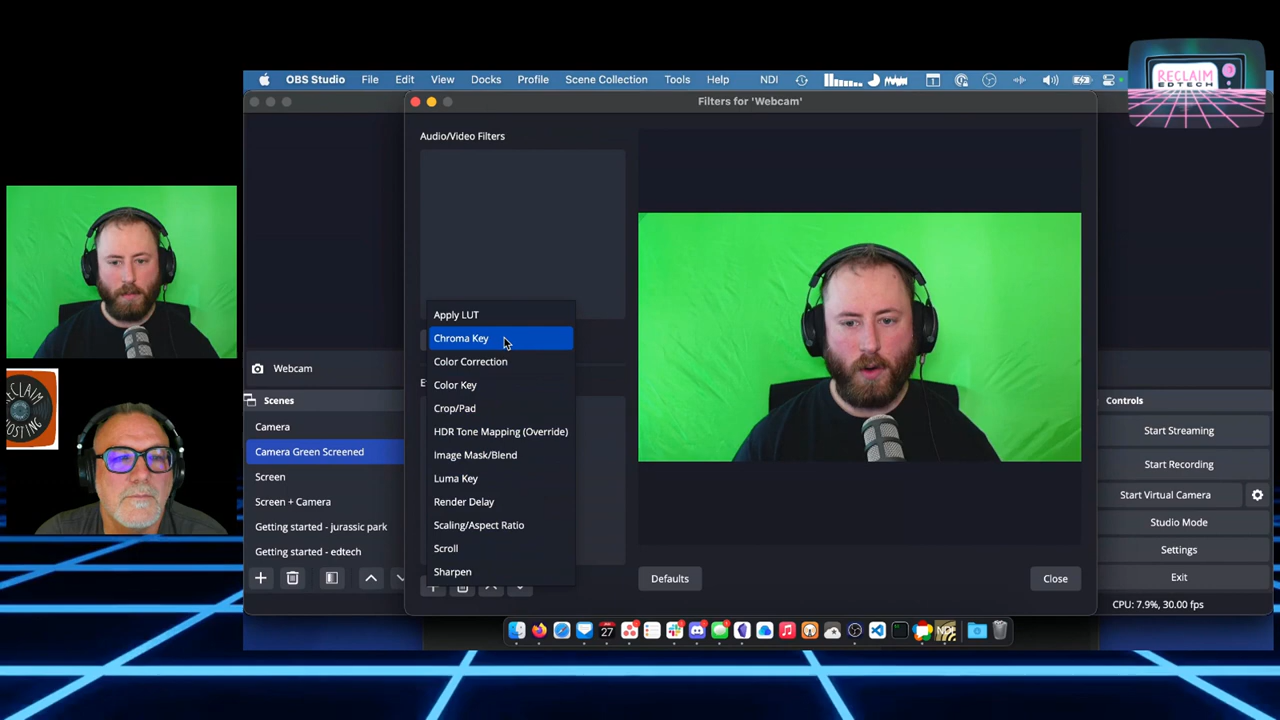 RECLAIM
EDTECH
OBS Studio File Edit View Docks Profile Scene Collection Tools Help NDI
Filters for 'Webcam'
Audio/Video Filters
Apply LUT
Chroma Key
Color Correction
Color Key
Crop/Pad
HDR Tone Mapping (Override)
Image Mask/Blend
Luma Key
Render Delay
Scaling/Aspect Ratio
Scroll
Sharpen
Defaults
Close
Webcam
Scenes
Camera
Camera Green Screened
Screen
Screen + Camera
Getting started - jurassic park
Getting started - edtech
Controls
Start Streaming
Start Recording
Start Virtual Camera
Studio Mode
Settings
Exit
CPU: 7.9%, 30.00 fps
RECLAIM
HOSTING
27